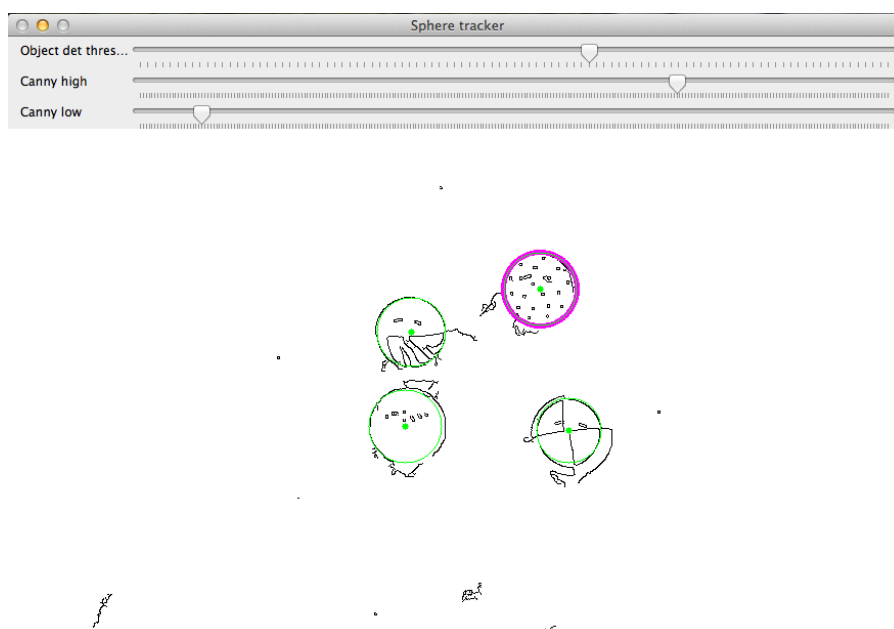 Sphere tracker
Object det thres...
Canny high
Canny low